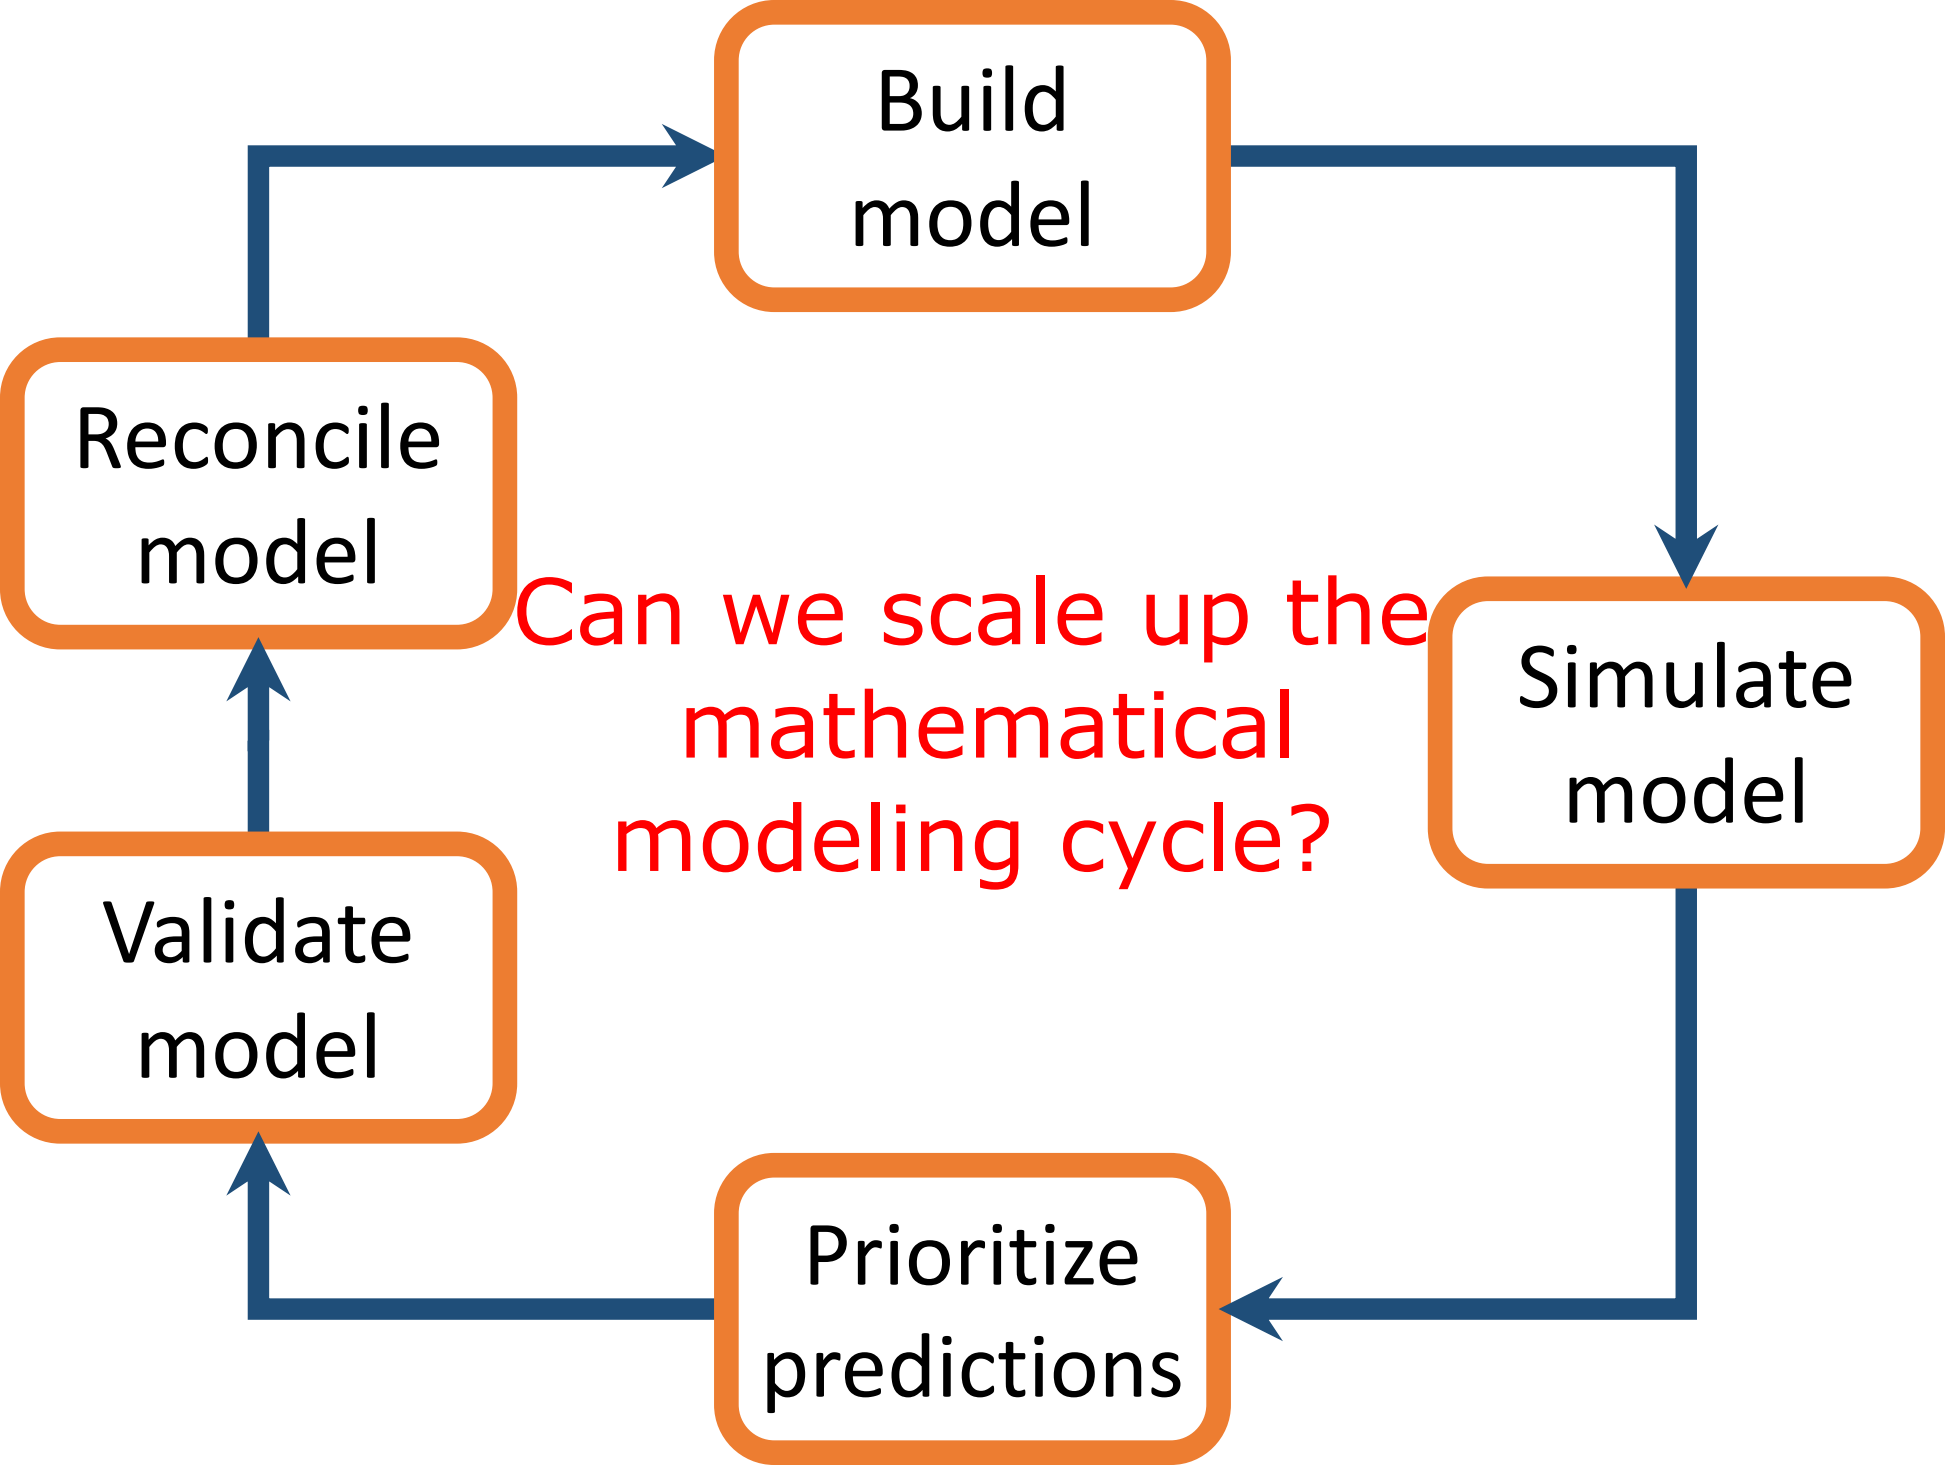 Build
model
Reconcile
model
Can we scale up the
mathematical
modeling cycle?
Simulate
model
Validate
model
Prioritize
predictions